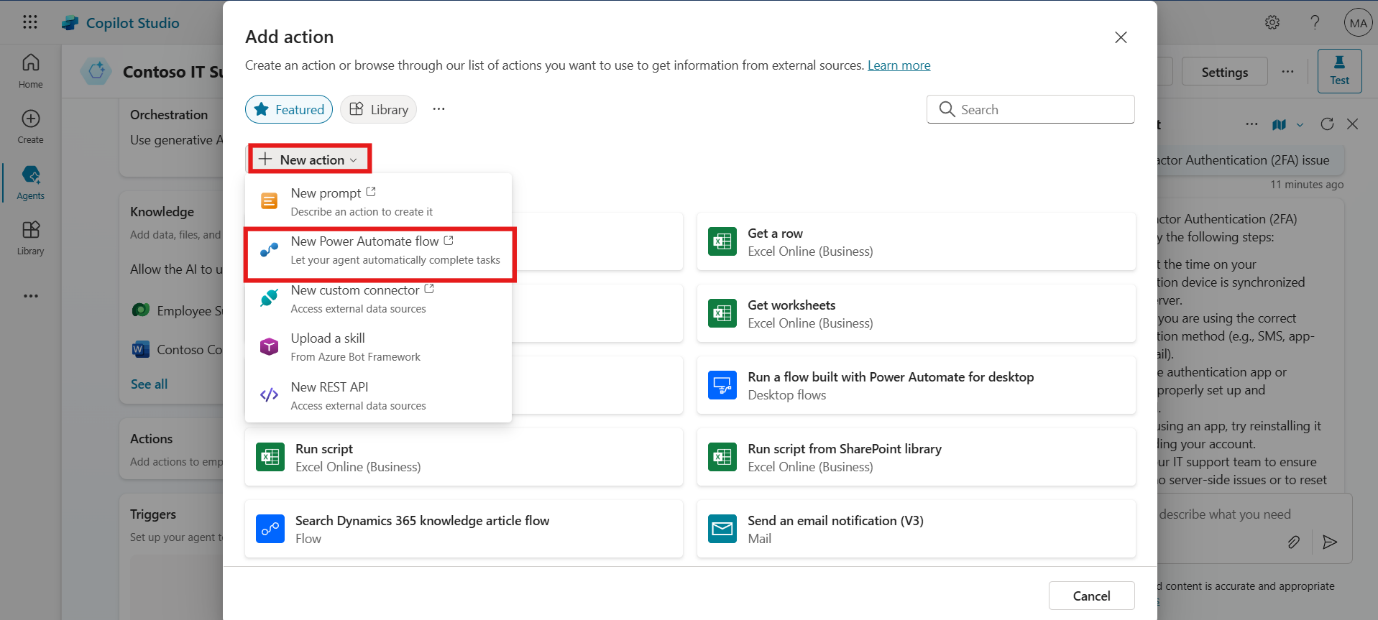 Copilot Studio
MA
Home
Create
Agents
Library
Contoso IT Su
Settings
Test
Orchestration
Use generative A
Knowledge
Add data, files, and
Allow the AI to u
Employee Su
Contoso Co
See all
Actions
Add actions to emp
Triggers
Set up your agent t
Add action
Create an action or browse through our list of actions you want to use to get information from external sources. Learn more
Featured
Library
Search
New action
New prompt
Describe an action to create it
New Power Automate flow
Let your agent automatically complete tasks
New custom connector
Access external data sources
Upload a skill
From Azure Bot Framework
New REST API
Access external data sources
Get a row
Excel Online (Business)
Get worksheets
Excel Online (Business)
Run a flow built with Power Automate for desktop
Desktop flows
Run script
Excel Online (Business)
Run script from SharePoint library
Excel Online (Business)
Search Dynamics 365 knowledge article flow
Flow
Send an email notification (V3)
Mail
Cancel
t
actor Authentication (2FA) issue
11 minutes ago
actor Authentication (2FA)
y the following steps:
t the time on your
tion device is synchronized
erver.
you are using the correct
tion method (e.g., SMS, app-
ail).
e authentication app or
properly set up and
using an app, try reinstalling it
ding your account.
ur IT support team to ensure
o server-side issues or to reset
describe what you need
d content is accurate and appropriate